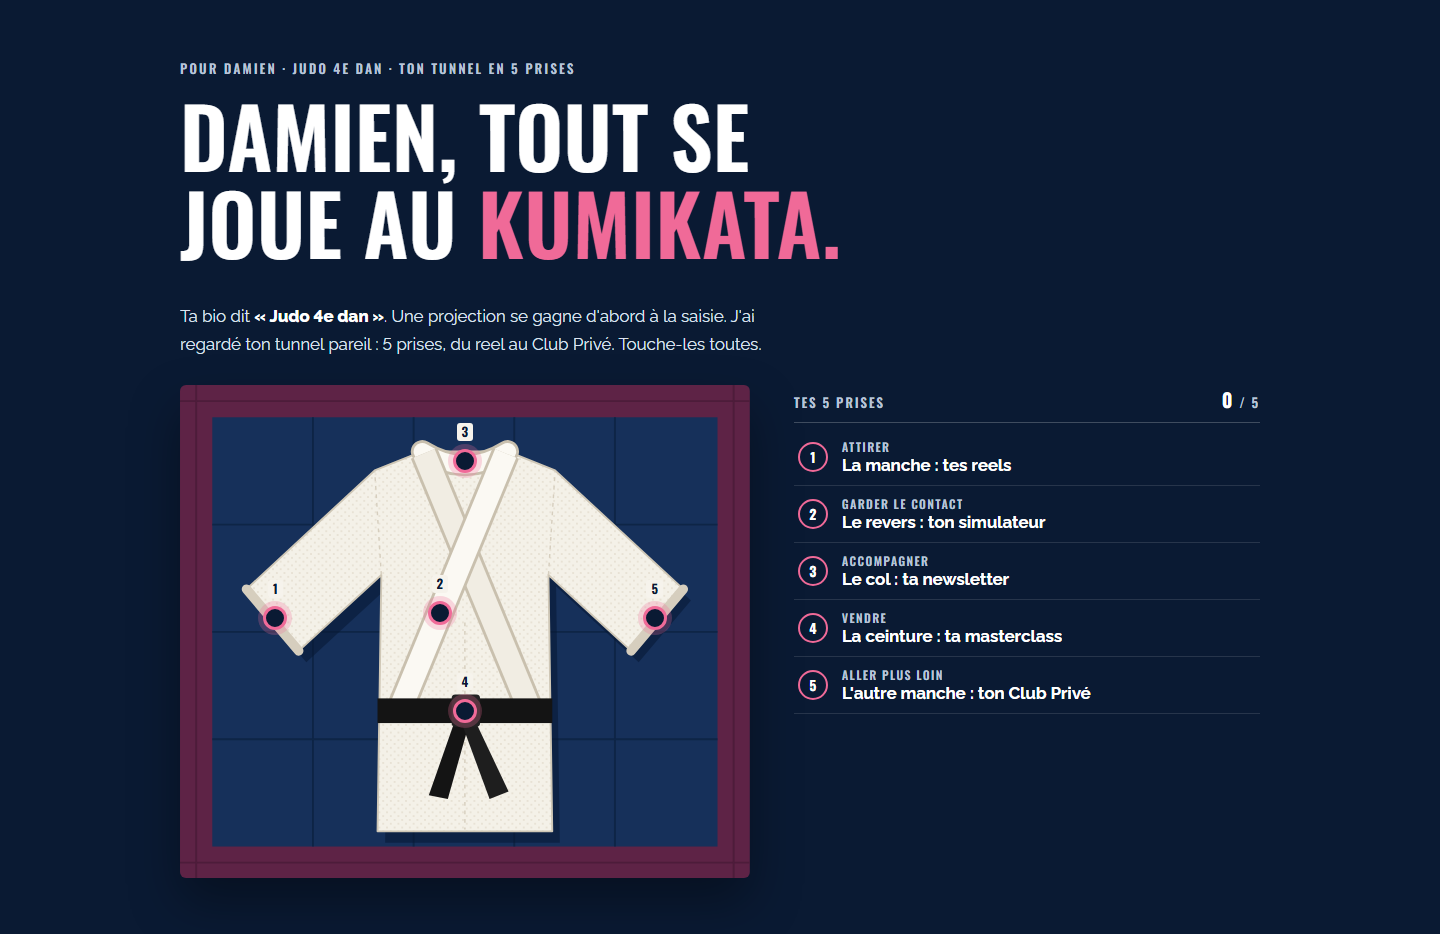 POUR DAMIEN · JUDO 4E DAN · TON TUNNEL EN 5 PRISES
DAMIEN, TOUT SE
JOUE AU KUMIKATA.
Ta bio dit « Judo 4e dan ». Une projection se gagne d'abord à la saisie. J'ai
regardé ton tunnel pareil : 5 prises, du reel au Club Privé. Touche-les toutes.
3
1
2
5
4
TES 5 PRISES
0 / 5
1
ATTIRER
La manche : tes reels
2
GARDER LE CONTACT
Le revers : ton simulateur
3
ACCOMPAGNER
Le col : ta newsletter
4
VENDRE
La ceinture : ta masterclass
5
ALLER PLUS LOIN
L'autre manche : ton Club Privé